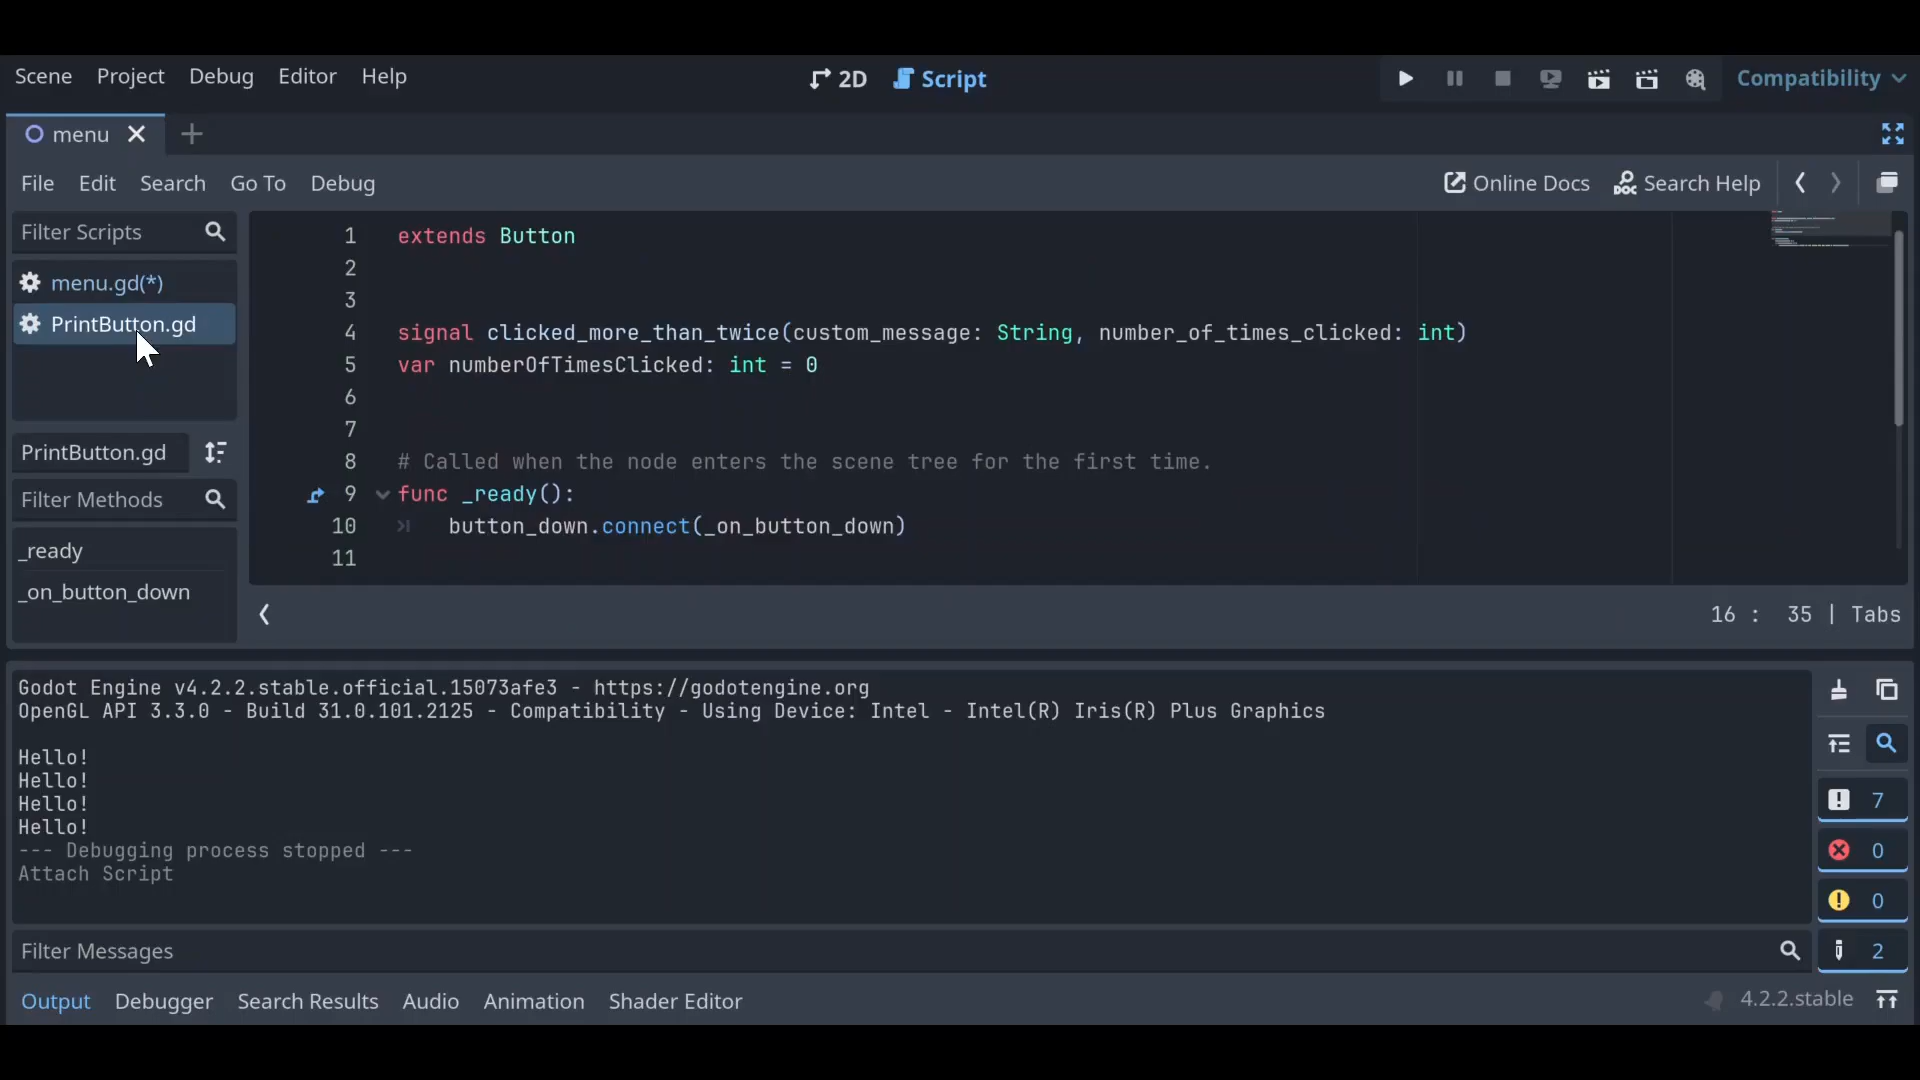 Scene Project Debug Editor Help 2D Script Compatibility
menu
File Edit Search Go To Debug Online Docs Search Help
Filter Scripts
menu.gd(*)
PrintButton.gd
PrintButton.gd
Filter Methods
_ready
_on_button_down
1 extends Button
2
3
4 signal clicked_more_than_twice(custom_message: String, number_of_times_clicked: int)
5 var numberOfTimesClicked: int = 0
6
7
8 # Called when the node enters the scene tree for the first time.
9 func _ready():
10 button_down.connect(_on_button_down)
11
16 : 35 | Tabs
Godot Engine v4.2.2.stable.official.15073afe3 - https://godotengine.org
OpenGL API 3.3.0 - Build 31.0.101.2125 - Compatibility - Using Device: Intel - Intel(R) Iris(R) Plus Graphics
Hello!
Hello!
Hello!
Hello!
--- Debugging process stopped ---
Attach Script
7
0
0
2
Filter Messages
Output Debugger Search Results Audio Animation Shader Editor 4.2.2.stable